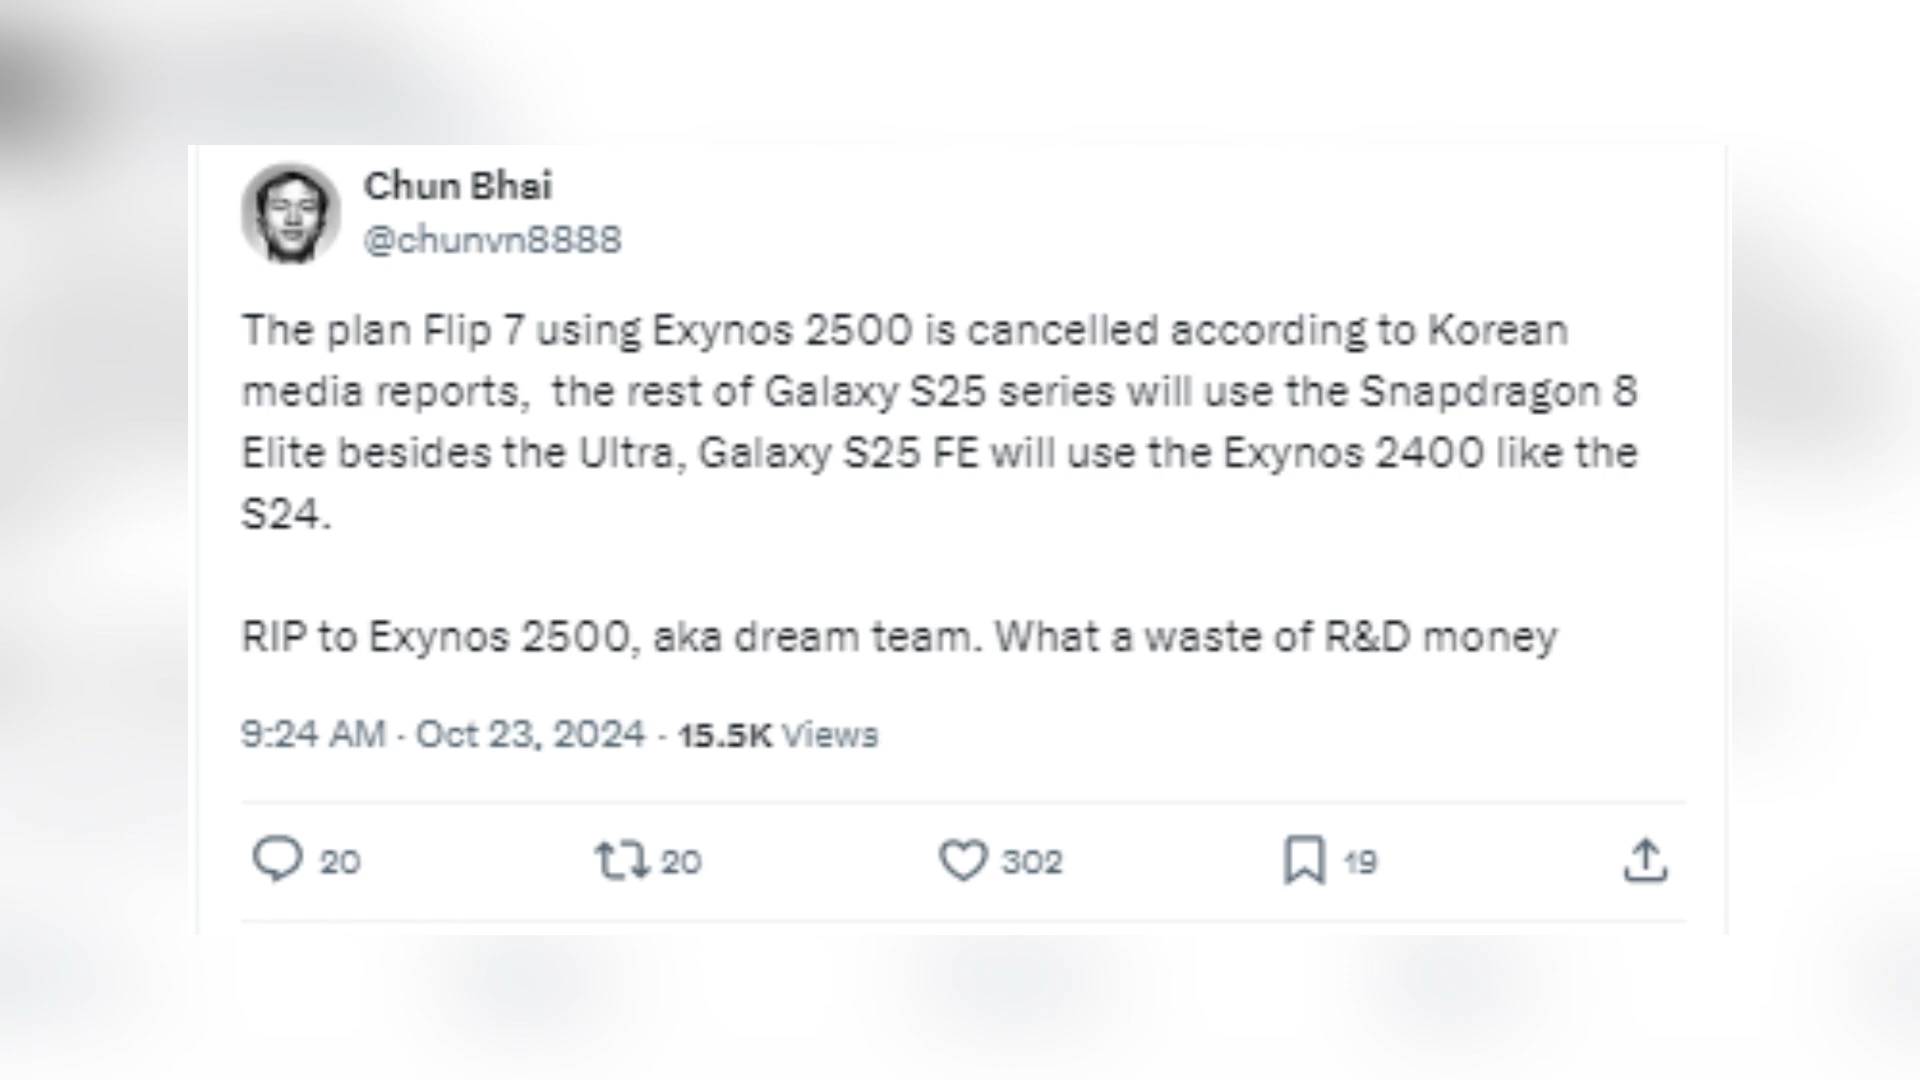 Chun Bhai
@chunvn8888
The plan Flip 7 using Exynos 2500 is cancelled according to Korean
media reports,  the rest of Galaxy S25 series will use the Snapdragon 8
Elite besides the Ultra, Galaxy S25 FE will use the Exynos 2400 like the
S24.
RIP to Exynos 2500, aka dream team. What a waste of R&D money
9:24 AM · Oct 23, 2024 · 15.5K Views
20 20 302 19